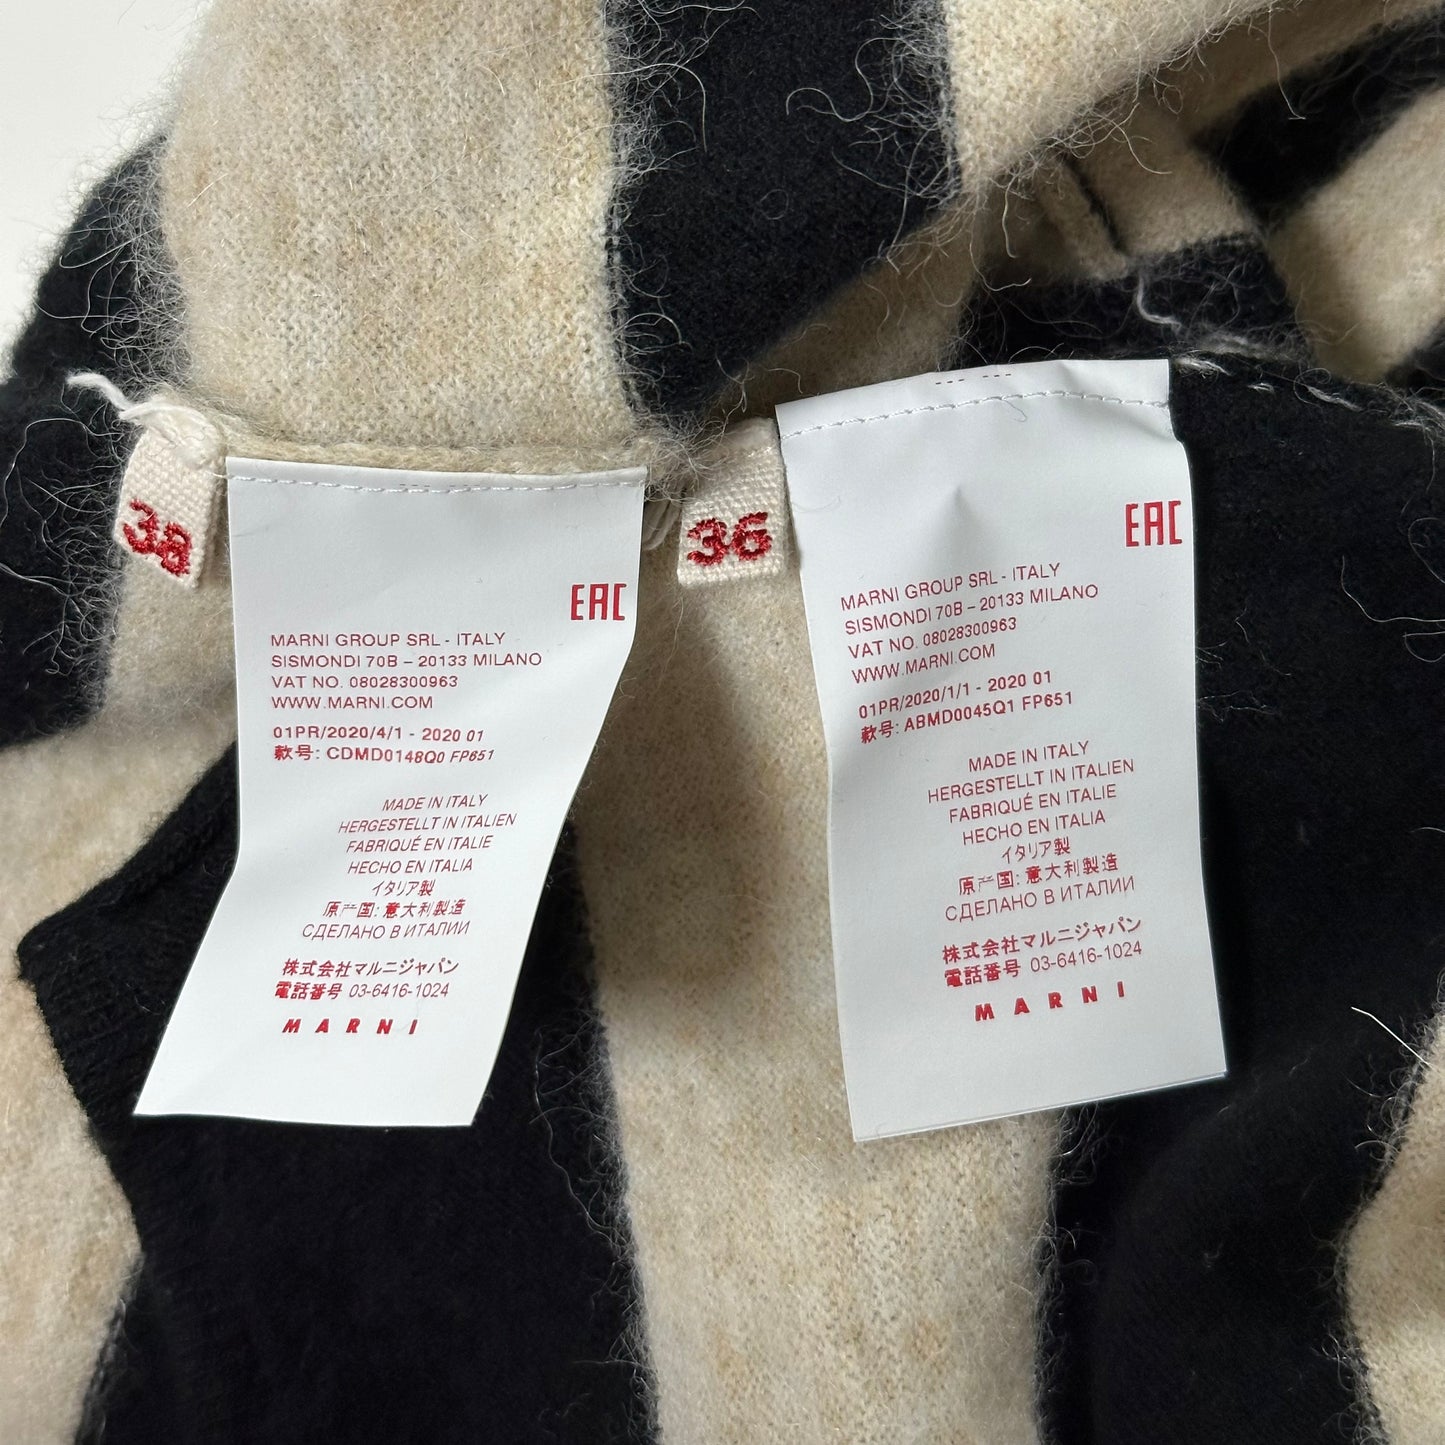 38
EAC
MARNI GROUP SRL - ITALY
SISMONDI 70B – 20133 MILANO
VAT NO. 08028300963
WWW.MARNI.COM
01PR/2020/4/1 - 2020 01
款号: CDMD0148Q0 FP651
MADE IN ITALY
HERGESTELLT IN ITALIEN
FABRIQUÉ EN ITALIE
HECHO EN ITALIA
イタリア製
原产国: 意大利製造
СДЕЛАНО В ИТАЛИИ
株式会社マルニジャパン
電話番号 03-6416-1024
MARNI
36
EAC
MARNI GROUP SRL - ITALY
SISMONDI 70B – 20133 MILANO
VAT NO. 08028300963
WWW.MARNI.COM
01PR/2020/1/1 - 2020 01
款号: ABMD0045Q1 FP651
MADE IN ITALY
HERGESTELLT IN ITALIEN
FABRIQUÉ EN ITALIE
HECHO EN ITALIA
イタリア製
原产国: 意大利製造
СДЕЛАНО В ИТАЛИИ
株式会社マルニジャパン
電話番号 03-6416-1024
MARNI